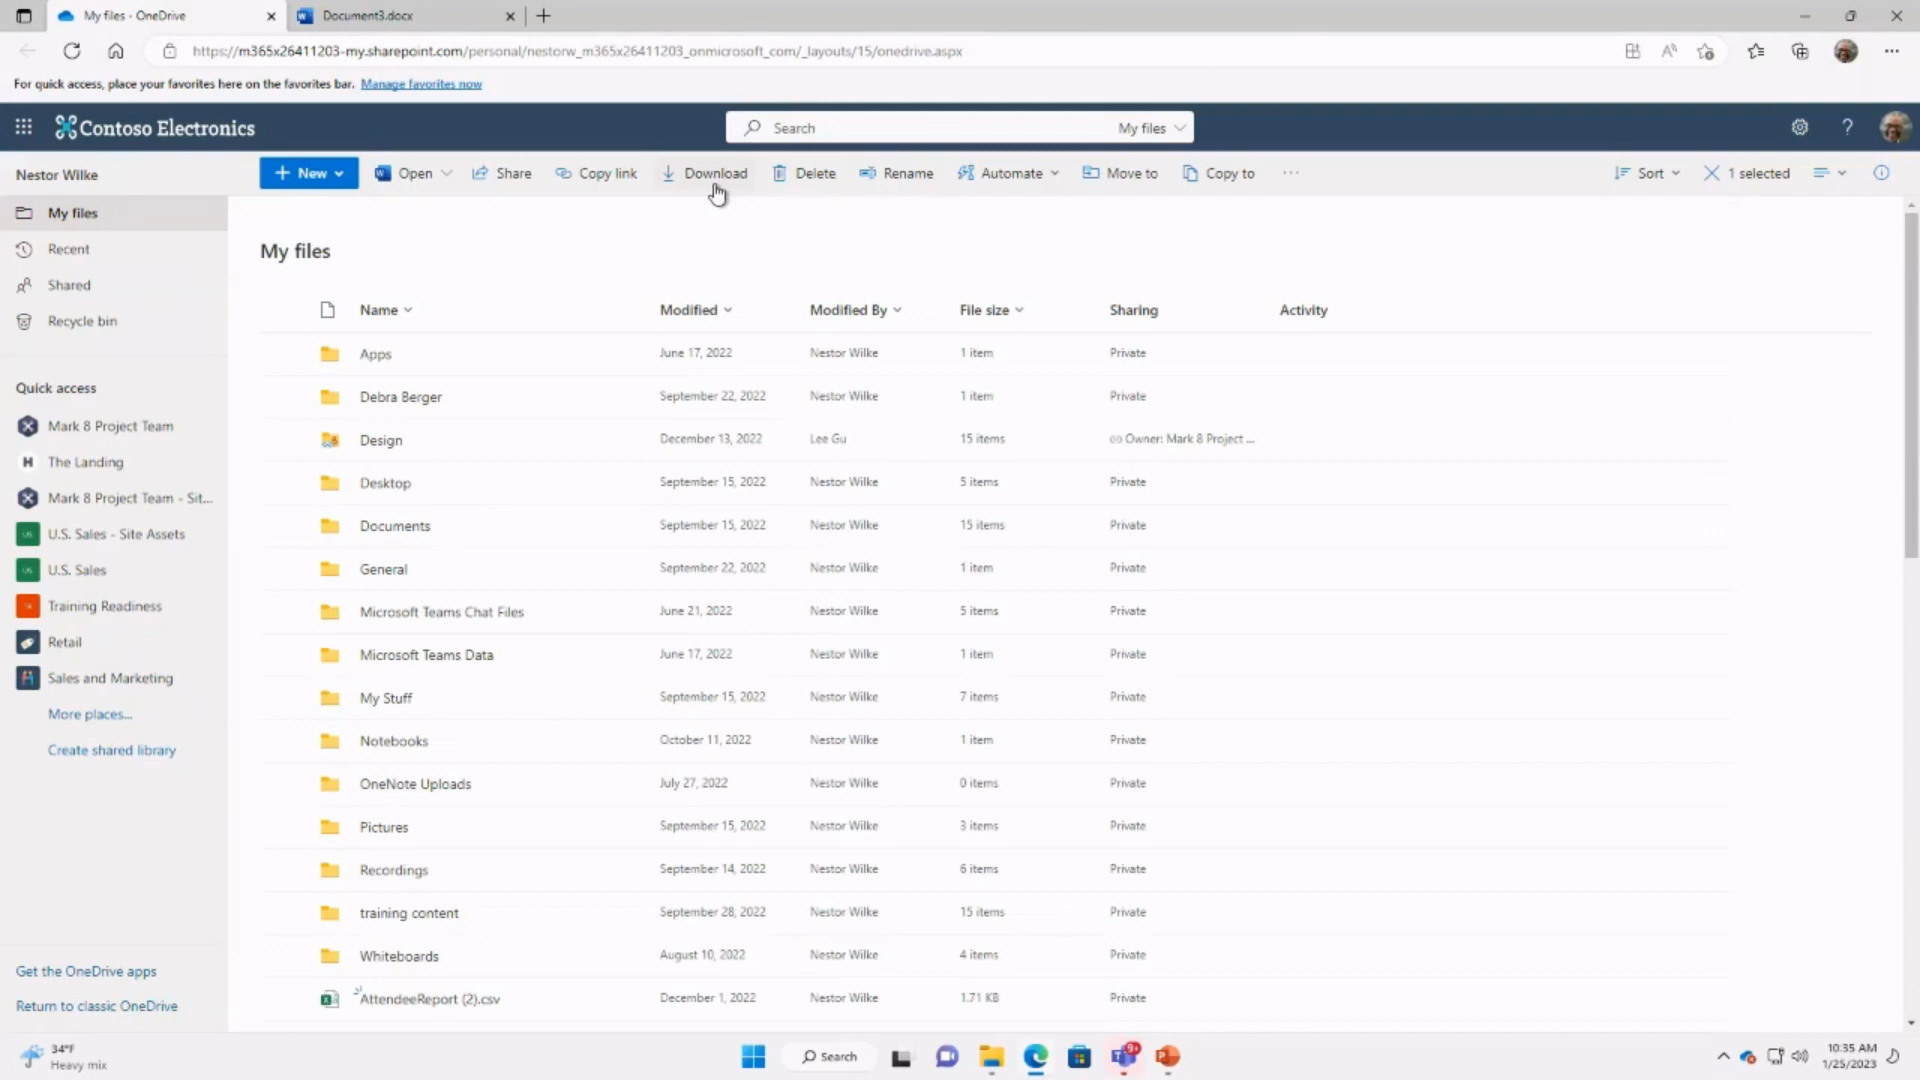 My files - OneDrive
Document3.docx
https://m365x26411203-my.sharepoint.com/personal/nestorw_m365x26411203_onmicrosoft_com/_layouts/15/onedrive.aspx
For quick access, place your favorites here on the favorites bar. Manage favorites now
Contoso Electronics
Search
My files
Nestor Wilke
New
Open
Share
Copy link
Download
Delete
Rename
Automate
Move to
Copy to
Sort
1 selected
My files
Recent
Shared
Recycle bin
Quick access
Mark 8 Project Team
The Landing
Mark 8 Project Team - Sit...
U.S. Sales - Site Assets
U.S. Sales
Training Readiness
Retail
Sales and Marketing
More places...
Create shared library
Get the OneDrive apps
Return to classic OneDrive
My files
Name Modified Modified By File size Sharing Activity
Apps June 17, 2022 Nestor Wilke 1 item Private
Debra Berger September 22, 2022 Nestor Wilke 1 item Private
Design December 13, 2022 Lee Gu 15 items Owner: Mark 8 Project ...
Desktop September 15, 2022 Nestor Wilke 5 items Private
Documents September 15, 2022 Nestor Wilke 15 items Private
General September 22, 2022 Nestor Wilke 1 item Private
Microsoft Teams Chat Files June 21, 2022 Nestor Wilke 5 items Private
Microsoft Teams Data June 17, 2022 Nestor Wilke 1 item Private
My Stuff September 15, 2022 Nestor Wilke 7 items Private
Notebooks October 11, 2022 Nestor Wilke 1 item Private
OneNote Uploads July 27, 2022 Nestor Wilke 0 items Private
Pictures September 15, 2022 Nestor Wilke 3 items Private
Recordings September 14, 2022 Nestor Wilke 6 items Private
training content September 28, 2022 Nestor Wilke 15 items Private
Whiteboards August 10, 2022 Nestor Wilke 4 items Private
AttendeeReport (2).csv December 1, 2022 Nestor Wilke 1.71 KB Private
34°F
Heavy mix
Search
9+
10:35 AM
1/25/2023